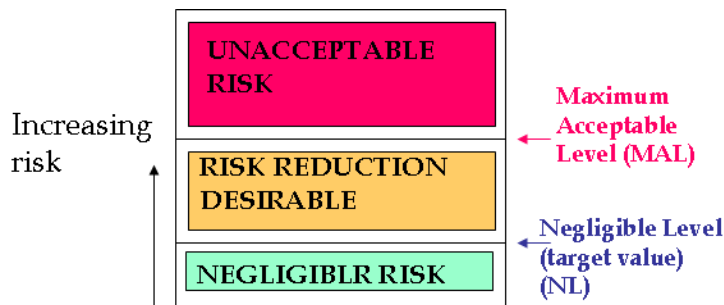 UNACCEPTABLE
RISK
Maximum
Acceptable
Level (MAL)
Increasing
risk
RISK REDUCTION
DESIRABLE
Negligible Level
(target value)
(NL)
NEGLIGIBLR RISK